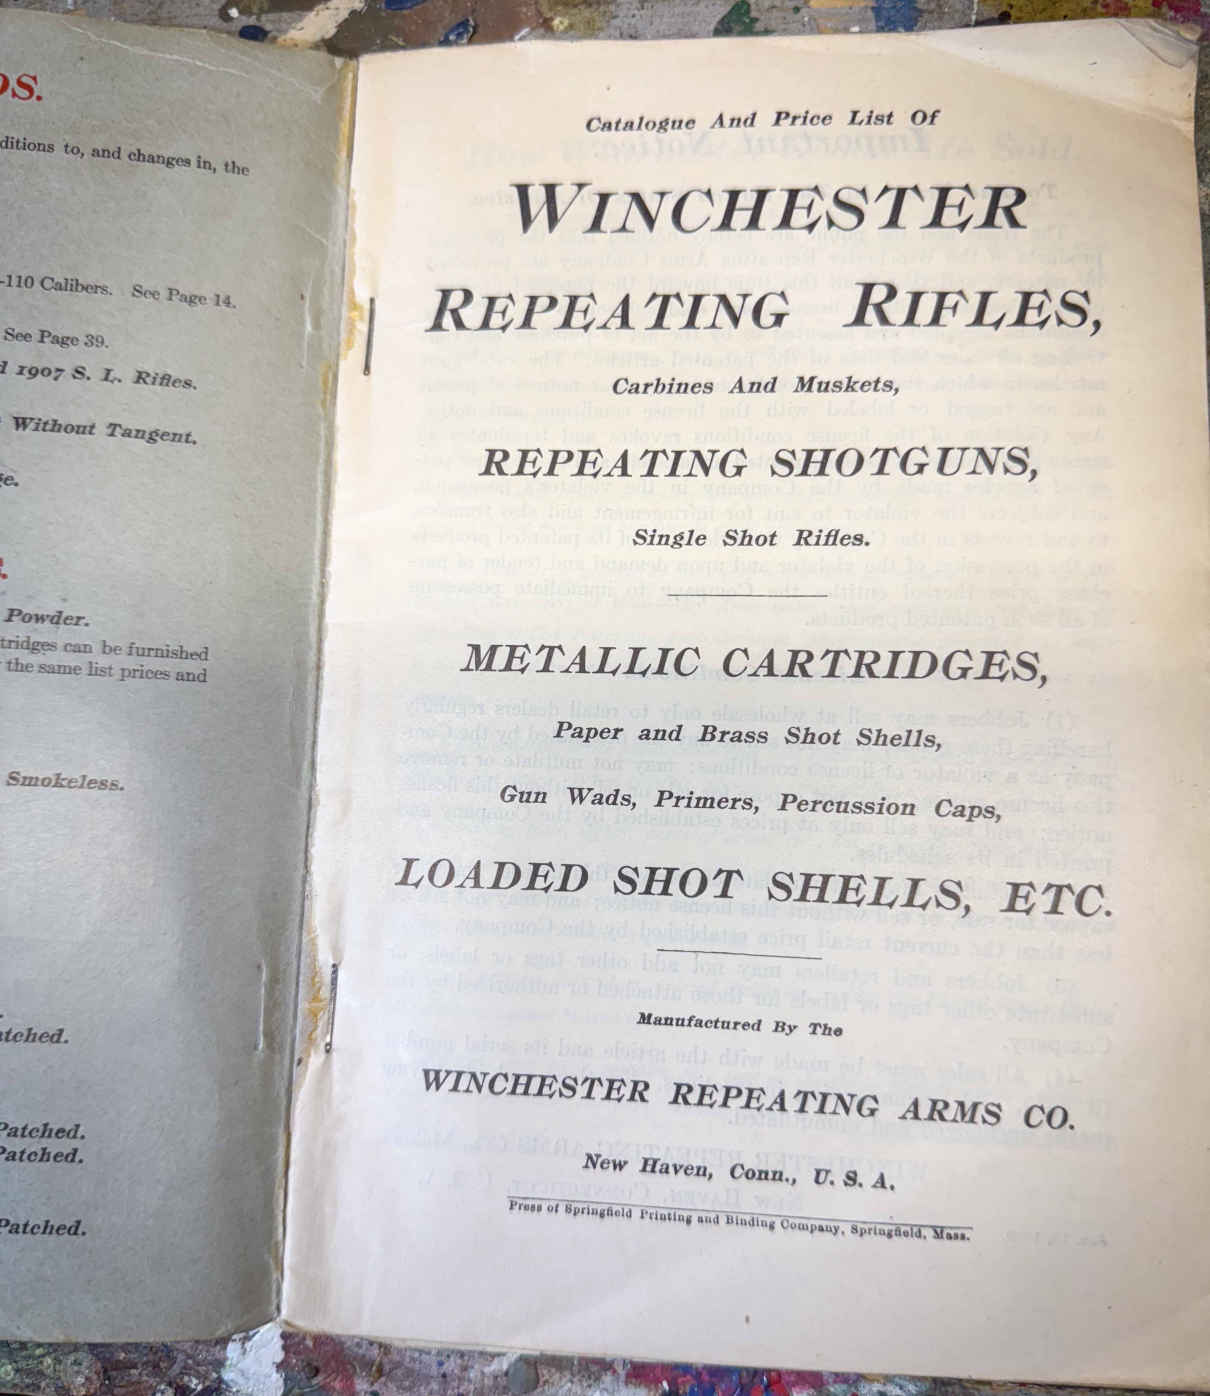 OS.
ditions to, and changes in, the
-110 Calibers. See Page 14.
See Page 39.
1907 S. L. Rifles.
Without Tangent.
ge.
Powder.
tridges can be furnished
the same list prices and
Smokeless.
atched.
Patched.
Patched.
Patched.
Catalogue And Price List Of
WINCHESTER
REPEATING RIFLES,
Carbines And Muskets,
REPEATING SHOTGUNS,
Single Shot Rifles.
METALLIC CARTRIDGES,
Paper and Brass Shot Shells,
Gun Wads, Primers, Percussion Caps,
LOADED SHOT SHELLS, ETC.
Manufactured By The
WINCHESTER REPEATING ARMS CO.
New Haven, Conn., U. S. A.
Press of Springfield Printing and Binding Company, Springfield, Mass.